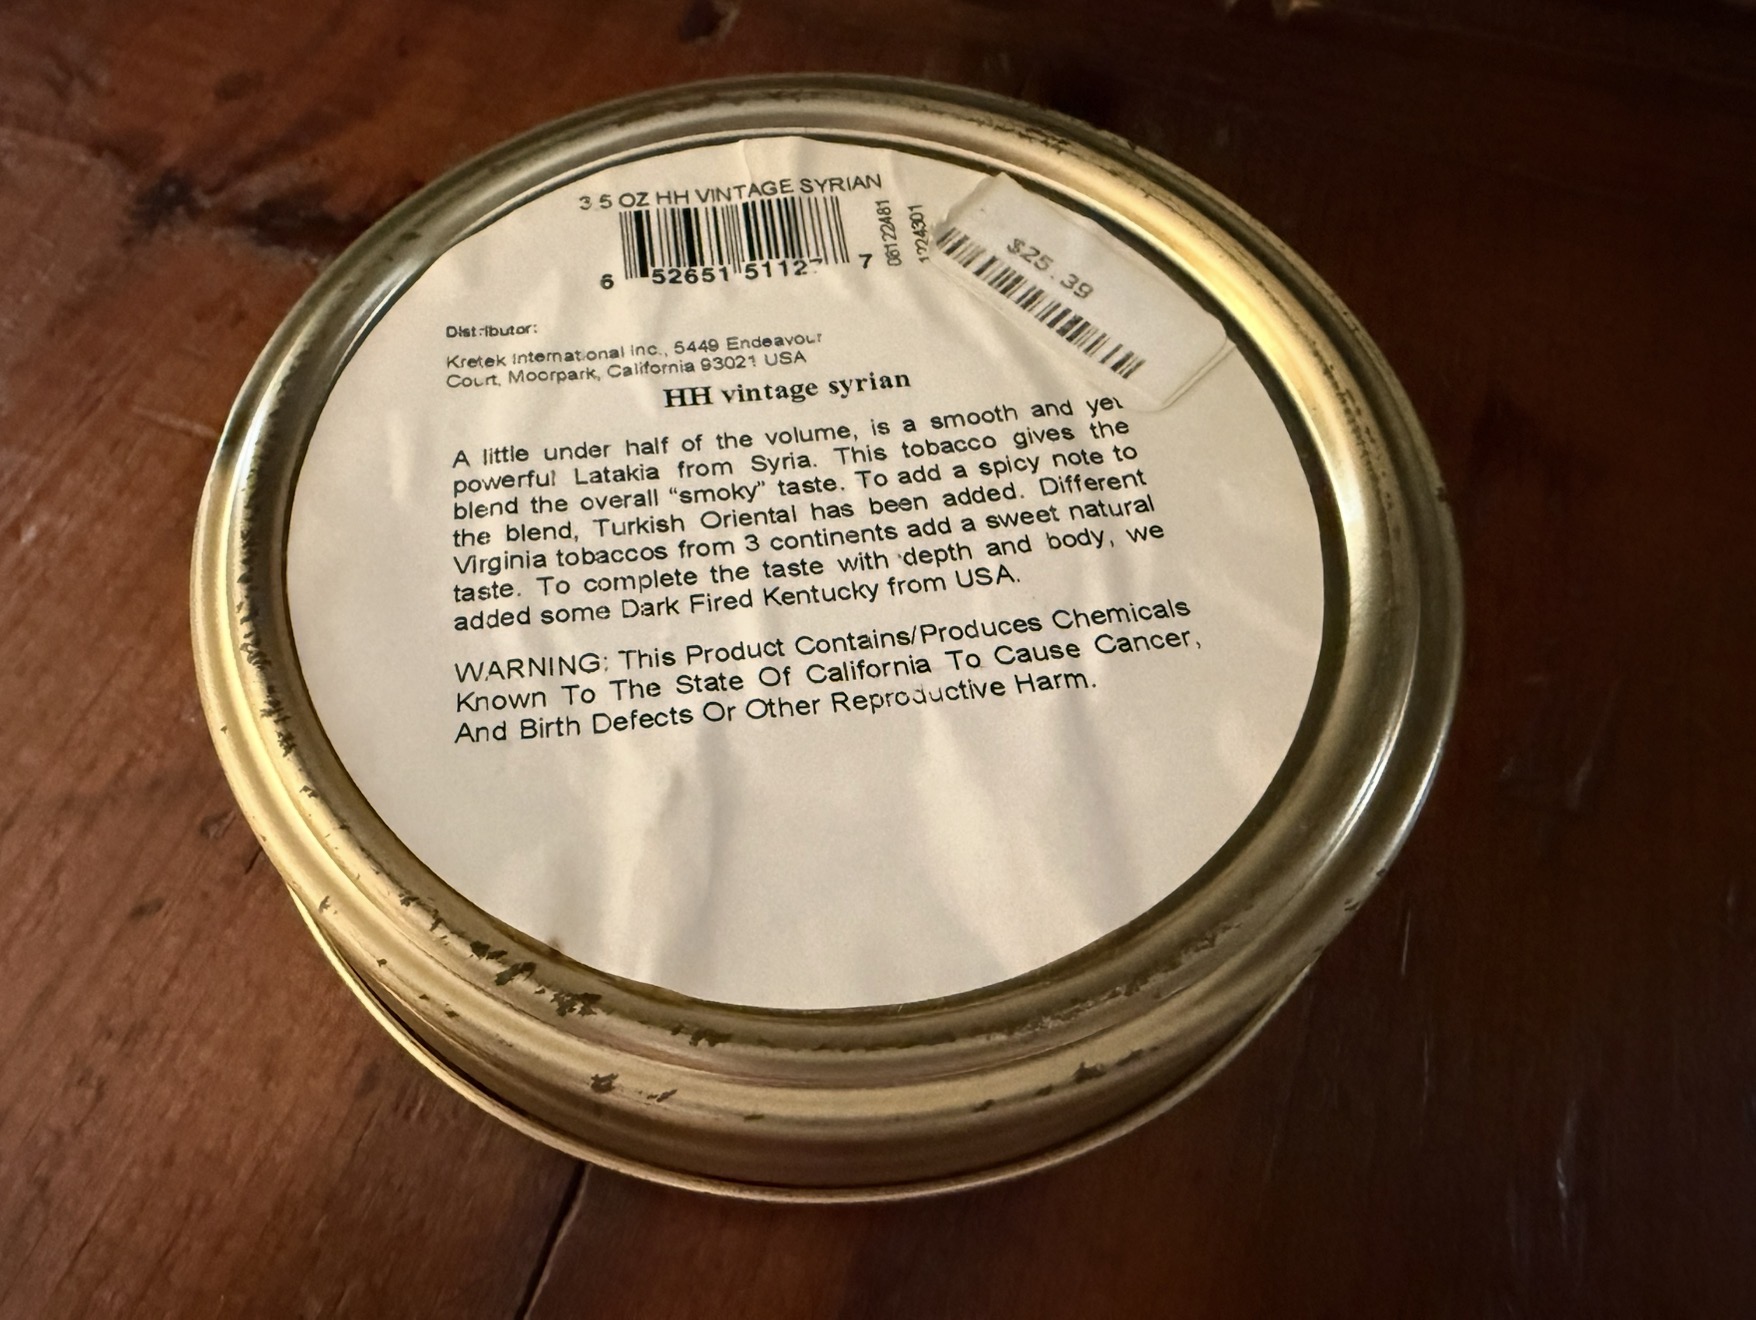 3.5 OZ HH VINTAGE SYRIAN
6 52651 5112 7
08122481
1224301
$25.39
Distributor:
Kretek International Inc., 5449 Endeavour
Court, Moorpark, California 93021 USA
HH vintage syrian
A little under half of the volume, is a smooth and yet
powerful Latakia from Syria. This tobacco gives the
blend the overall “smoky” taste. To add a spicy note to
the blend, Turkish Oriental has been added. Different
Virginia tobaccos from 3 continents add a sweet natural
taste. To complete the taste with depth and body, we
added some Dark Fired Kentucky from USA.
WARNING: This Product Contains/Produces Chemicals
Known To The State Of California To Cause Cancer,
And Birth Defects Or Other Reproductive Harm.